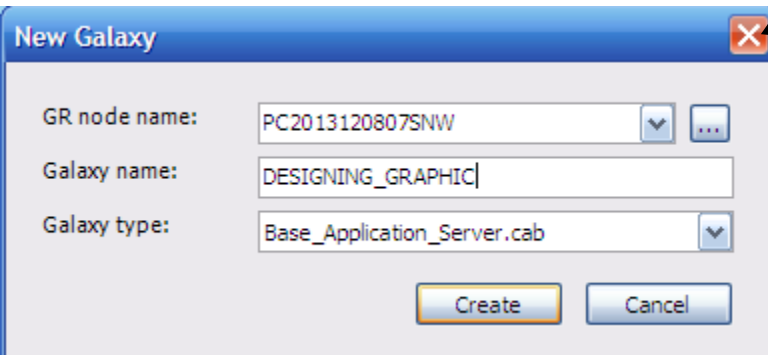 New Galaxy
GR node name: PC2013120807SNW ...
Galaxy name: DESIGNING_GRAPHIC
Galaxy type: Base_Application_Server.cab
Create Cancel